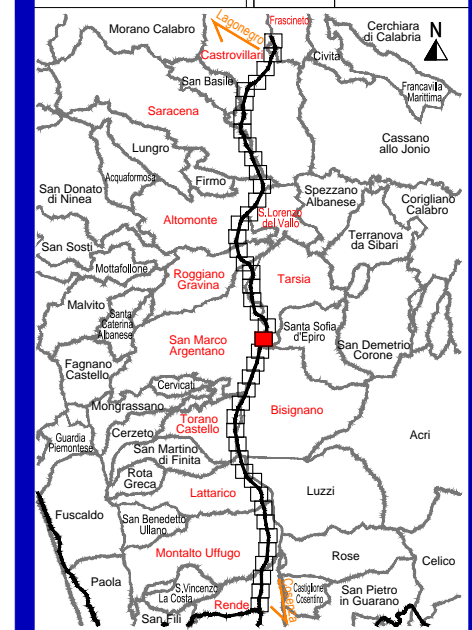 Lagonegro
Frascineto
Morano Calabro
Cerchiara
di Calabria
N
Castrovillari
Civita
San Basile
Francavilla
Marittima
Saracena
Cassano
allo Jonio
Lungro
Acquaformosa
Firmo
San Donato
di Ninea
Spezzano
Albanese
Corigliano
Calabro
Altomonte
S.Lorenzo
del Vallo
Terranova
da Sibari
San Sosti
Mottafollone
Roggiano
Gravina
Tarsia
Malvito
Santa
Caterina
Albanese
San Marco
Argentano
Santa Sofia
d'Epiro
San Demetrio
Corone
Fagnano
Castello
Cervicati
Mongrassano
Bisignano
Torano
Castello
Cerzeto
Guardia
Piemontese
Acri
San Martino
di Finita
Rota
Greca
Lattarico
Luzzi
Fuscaldo
San Benedetto
Ullano
Montalto Uffugo
Rose
Celico
Paola
S.Vincenzo
La Costa
Cosenza
Castiglione
Cosentino
San Pietro
in Guarano
Rende
San Fili